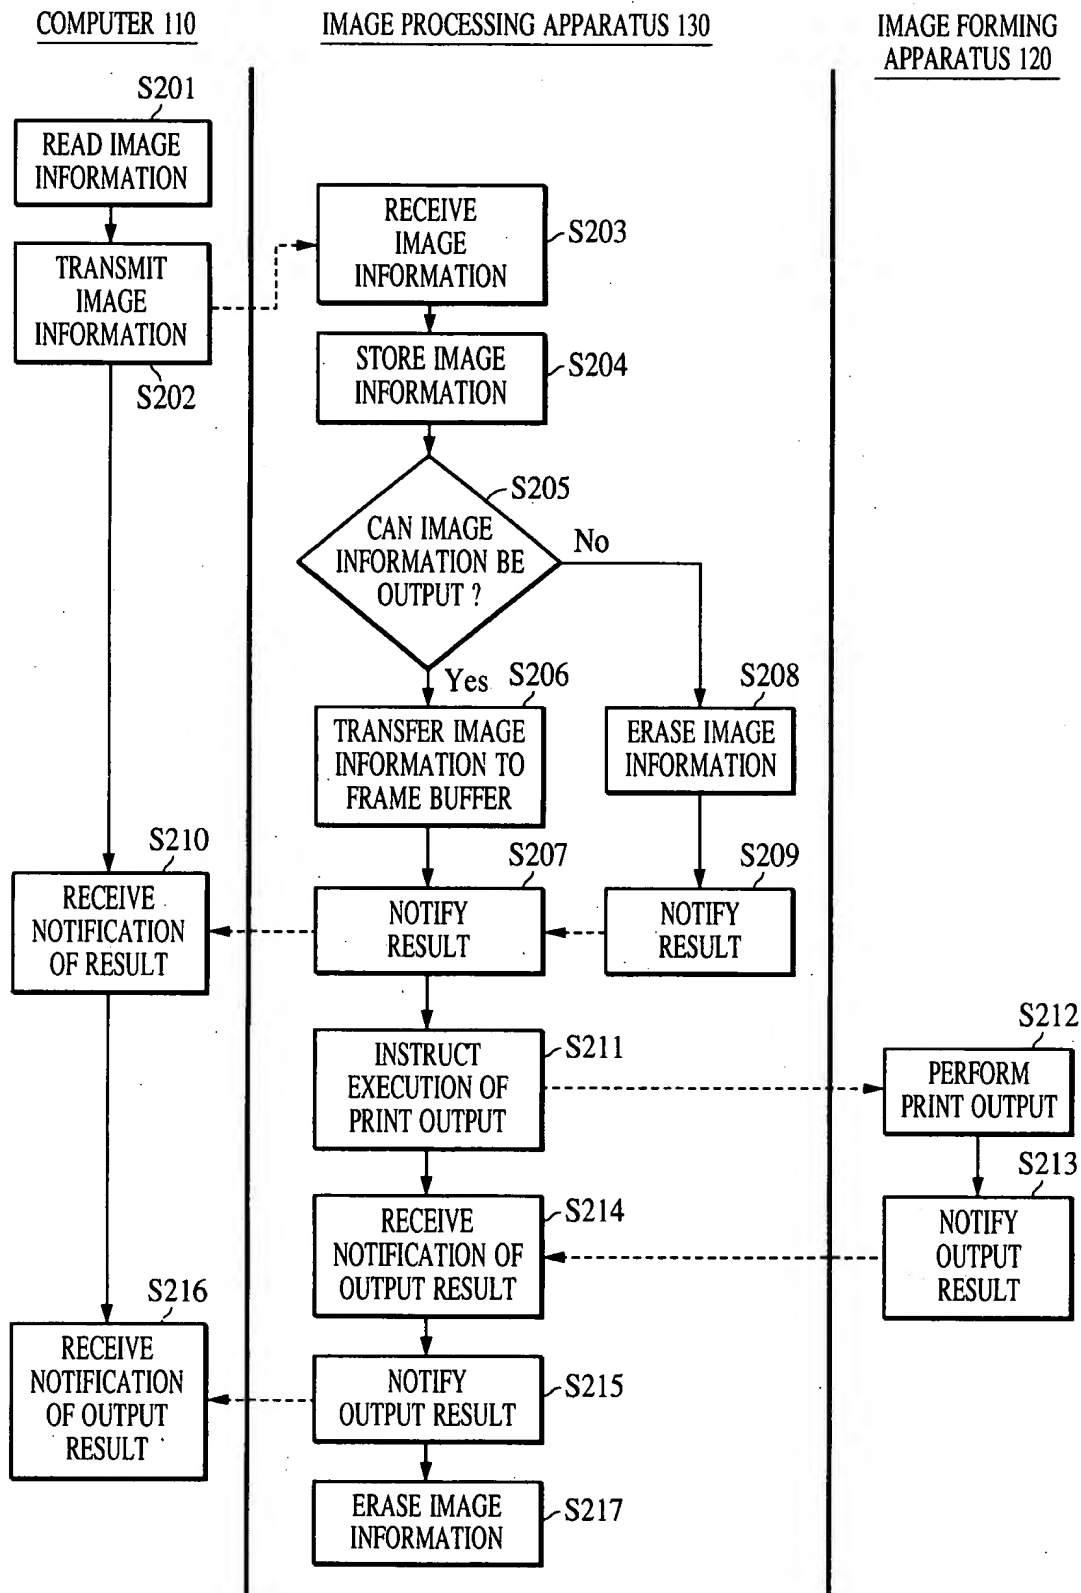 COMPUTER 110
IMAGE PROCESSING APPARATUS 130
IMAGE FORMING
APPARATUS 120
S201
READ IMAGE
INFORMATION
TRANSMIT
IMAGE
INFORMATION
S202
RECEIVE
IMAGE
INFORMATION
S203
STORE IMAGE
INFORMATION
S204
S205
CAN IMAGE
INFORMATION BE
OUTPUT ?
No
Yes
S206
TRANSFER IMAGE
INFORMATION TO
FRAME BUFFER
S208
ERASE IMAGE
INFORMATION
S210
RECEIVE
NOTIFICATION
OF RESULT
S207
NOTIFY
RESULT
S209
NOTIFY
RESULT
INSTRUCT
EXECUTION OF
PRINT OUTPUT
S211
S212
PERFORM
PRINT OUTPUT
S213
NOTIFY
OUTPUT
RESULT
RECEIVE
NOTIFICATION OF
OUTPUT RESULT
S214
S216
RECEIVE
NOTIFICATION
OF OUTPUT
RESULT
NOTIFY
OUTPUT RESULT
S215
ERASE IMAGE
INFORMATION
S217